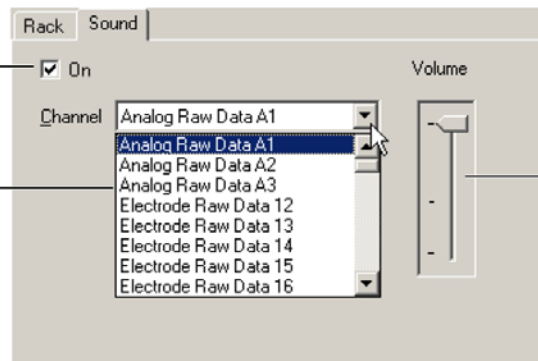 Rack Sound
On
Volume
Channel Analog Raw Data A1
Analog Raw Data A1
Analog Raw Data A2
Analog Raw Data A3
Electrode Raw Data 12
Electrode Raw Data 13
Electrode Raw Data 14
Electrode Raw Data 15
Electrode Raw Data 16